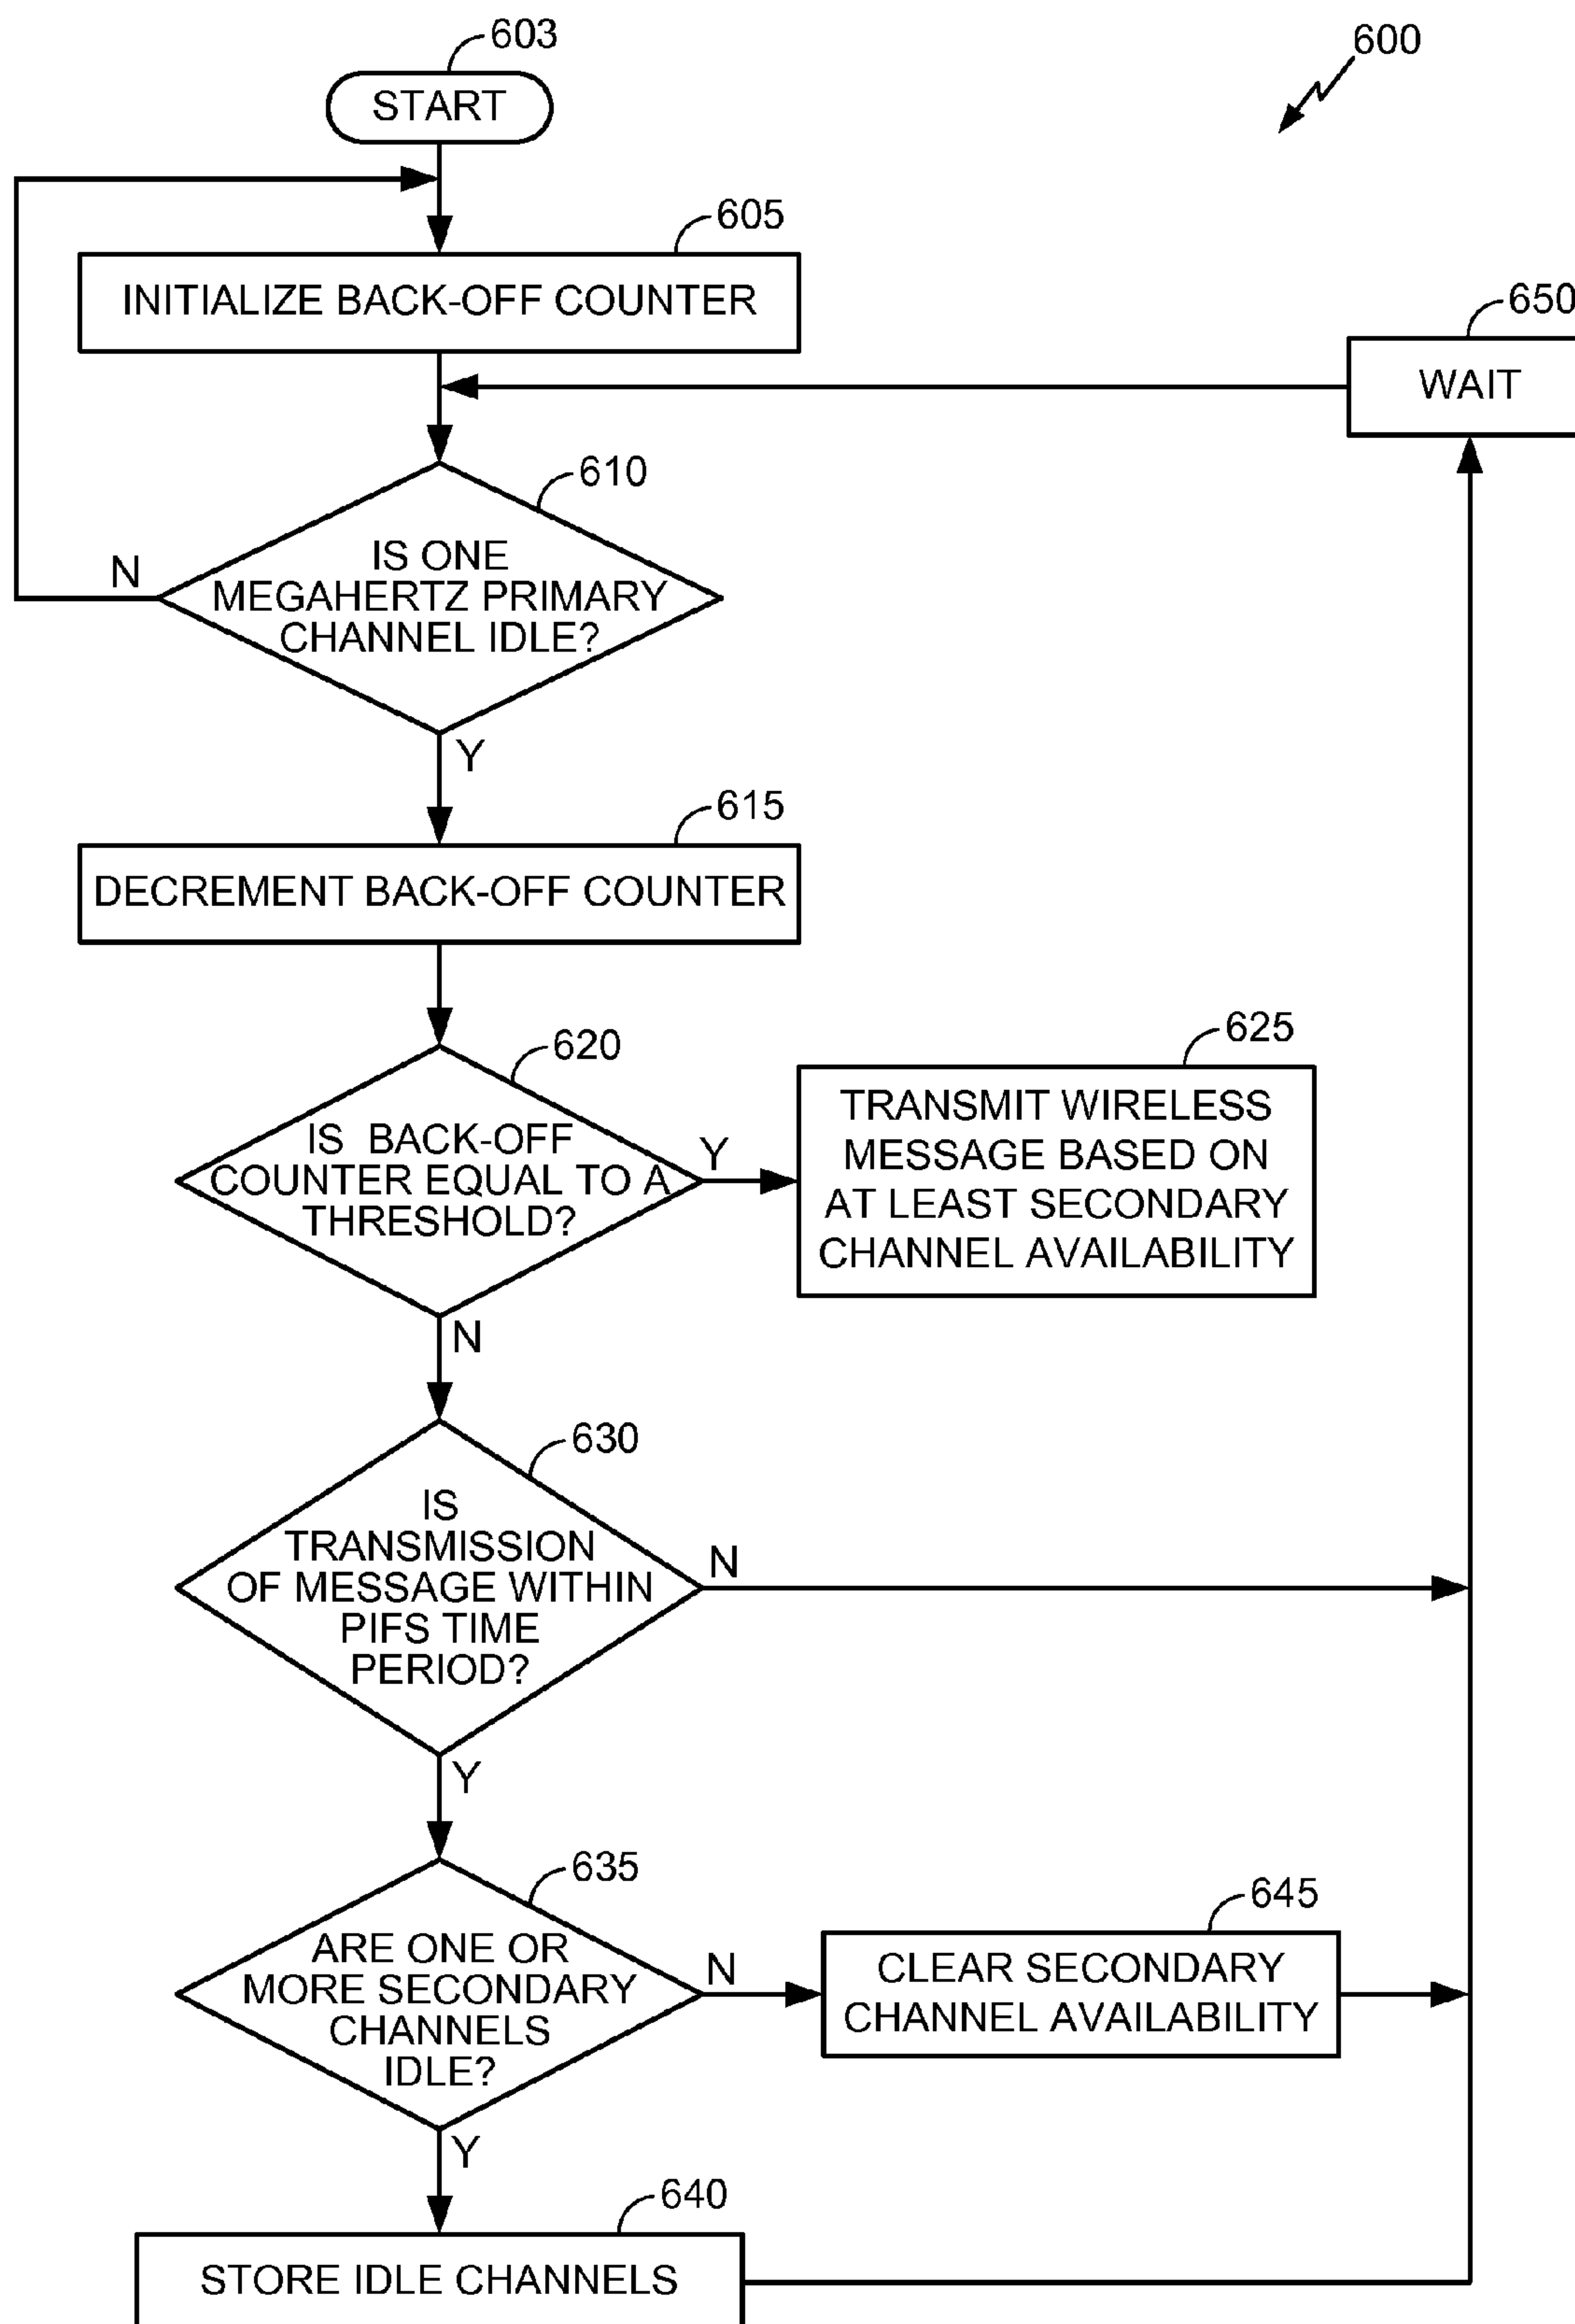 603
600
START
605
INITIALIZE BACK-OFF COUNTER
650
WAIT
610
IS ONE
MEGAHERTZ PRIMARY
CHANNEL IDLE?
N
Y
615
DECREMENT BACK-OFF COUNTER
620
IS BACK-OFF
COUNTER EQUAL TO A
THRESHOLD?
Y
N
625
TRANSMIT WIRELESS
MESSAGE BASED ON
AT LEAST SECONDARY
CHANNEL AVAILABILITY
630
IS
TRANSMISSION
OF MESSAGE WITHIN
PIFS TIME
PERIOD?
N
Y
635
ARE ONE OR
MORE SECONDARY
CHANNELS
IDLE?
N
Y
645
CLEAR SECONDARY
CHANNEL AVAILABILITY
640
STORE IDLE CHANNELS